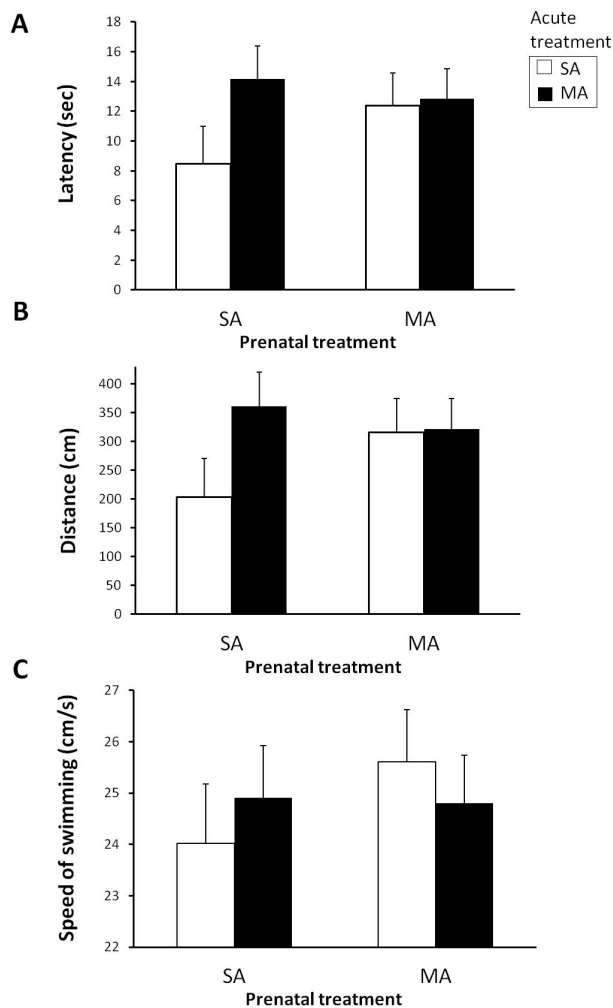 A
Acute
treatment
SA
MA
Latency (sec)
18
16
14
12
10
8
6
4
2
0
SA
MA
Prenatal treatment
B
Distance (cm)
400
350
300
250
200
150
100
50
0
SA
MA
Prenatal treatment
C
Speed of swimming (cm/s)
27
26
25
24
23
22
SA
MA
Prenatal treatment